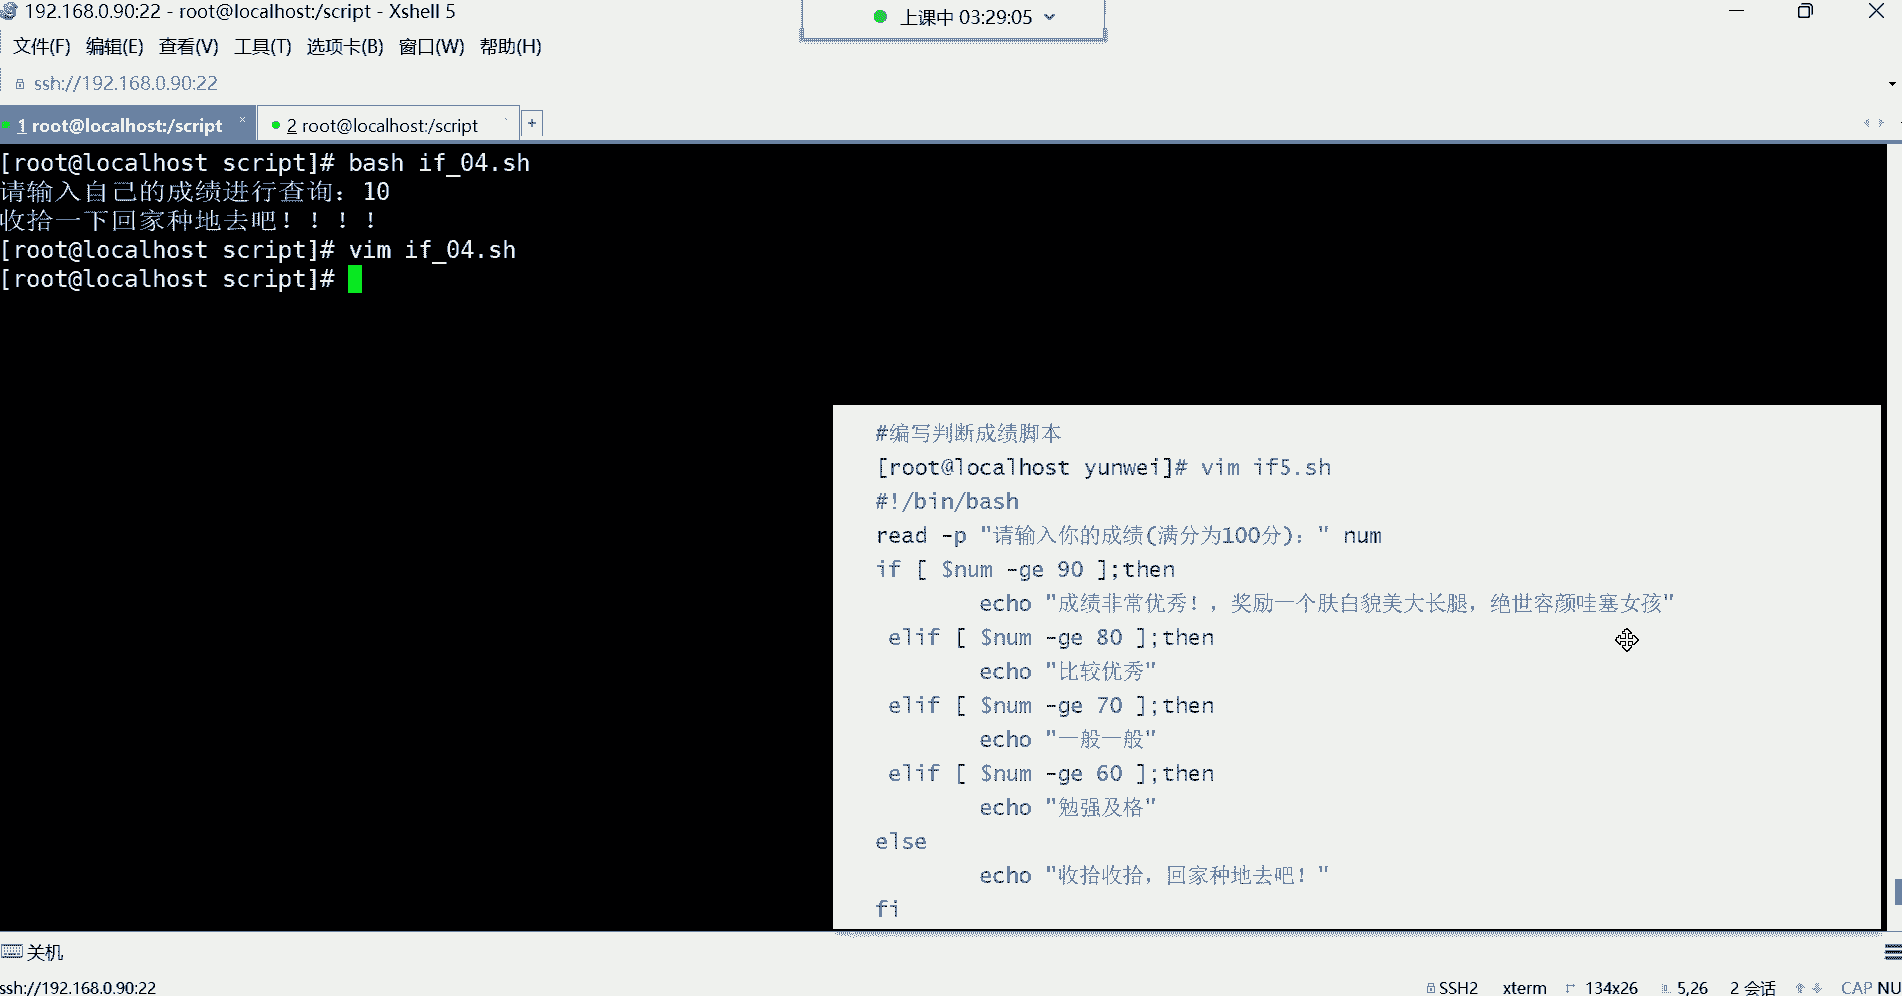 192.168.0.90:22 - root@localhost:/script - Xshell 5
上课中 03:29:05
文件(F) 编辑(E) 查看(V) 工具(T) 选项卡(B) 窗口(W) 帮助(H)
ssh://192.168.0.90:22
1 root@localhost:/script × 2 root@localhost:/script +
[root@localhost script]# bash if_04.sh
请输入自己的成绩进行查询：10
收拾一下回家种地去吧！！！！
[root@localhost script]# vim if_04.sh
[root@localhost script]#
#编写判断成绩脚本
[root@localhost yunwei]# vim if5.sh
#!/bin/bash
read -p "请输入你的成绩(满分为100分)：" num
if [ $num -ge 90 ];then
echo "成绩非常优秀！，奖励一个肤白貌美大长腿，绝世容颜哇塞女孩"
elif [ $num -ge 80 ];then
echo "比较优秀"
elif [ $num -ge 70 ];then
echo "一般一般"
elif [ $num -ge 60 ];then
echo "勉强及格"
else
echo "收拾收拾，回家种地去吧！"
fi
关机
ssh://192.168.0.90:22
SSH2 xterm 134x26 5,26 2 会话 CAP NU